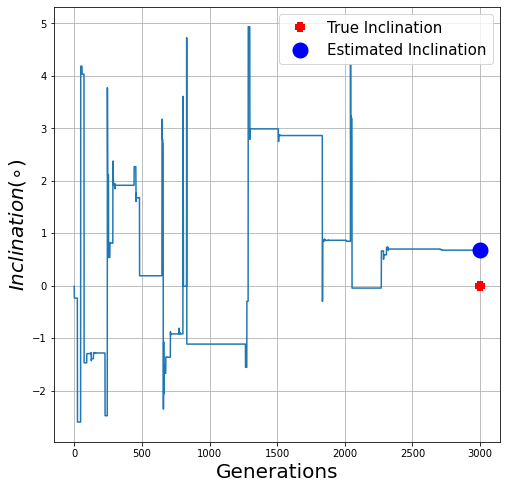 True Inclination
Estimated Inclination
5
4
3
2
1
0
−1
−2
Inclination(∘)
0 500 1000 1500 2000 2500 3000
Generations